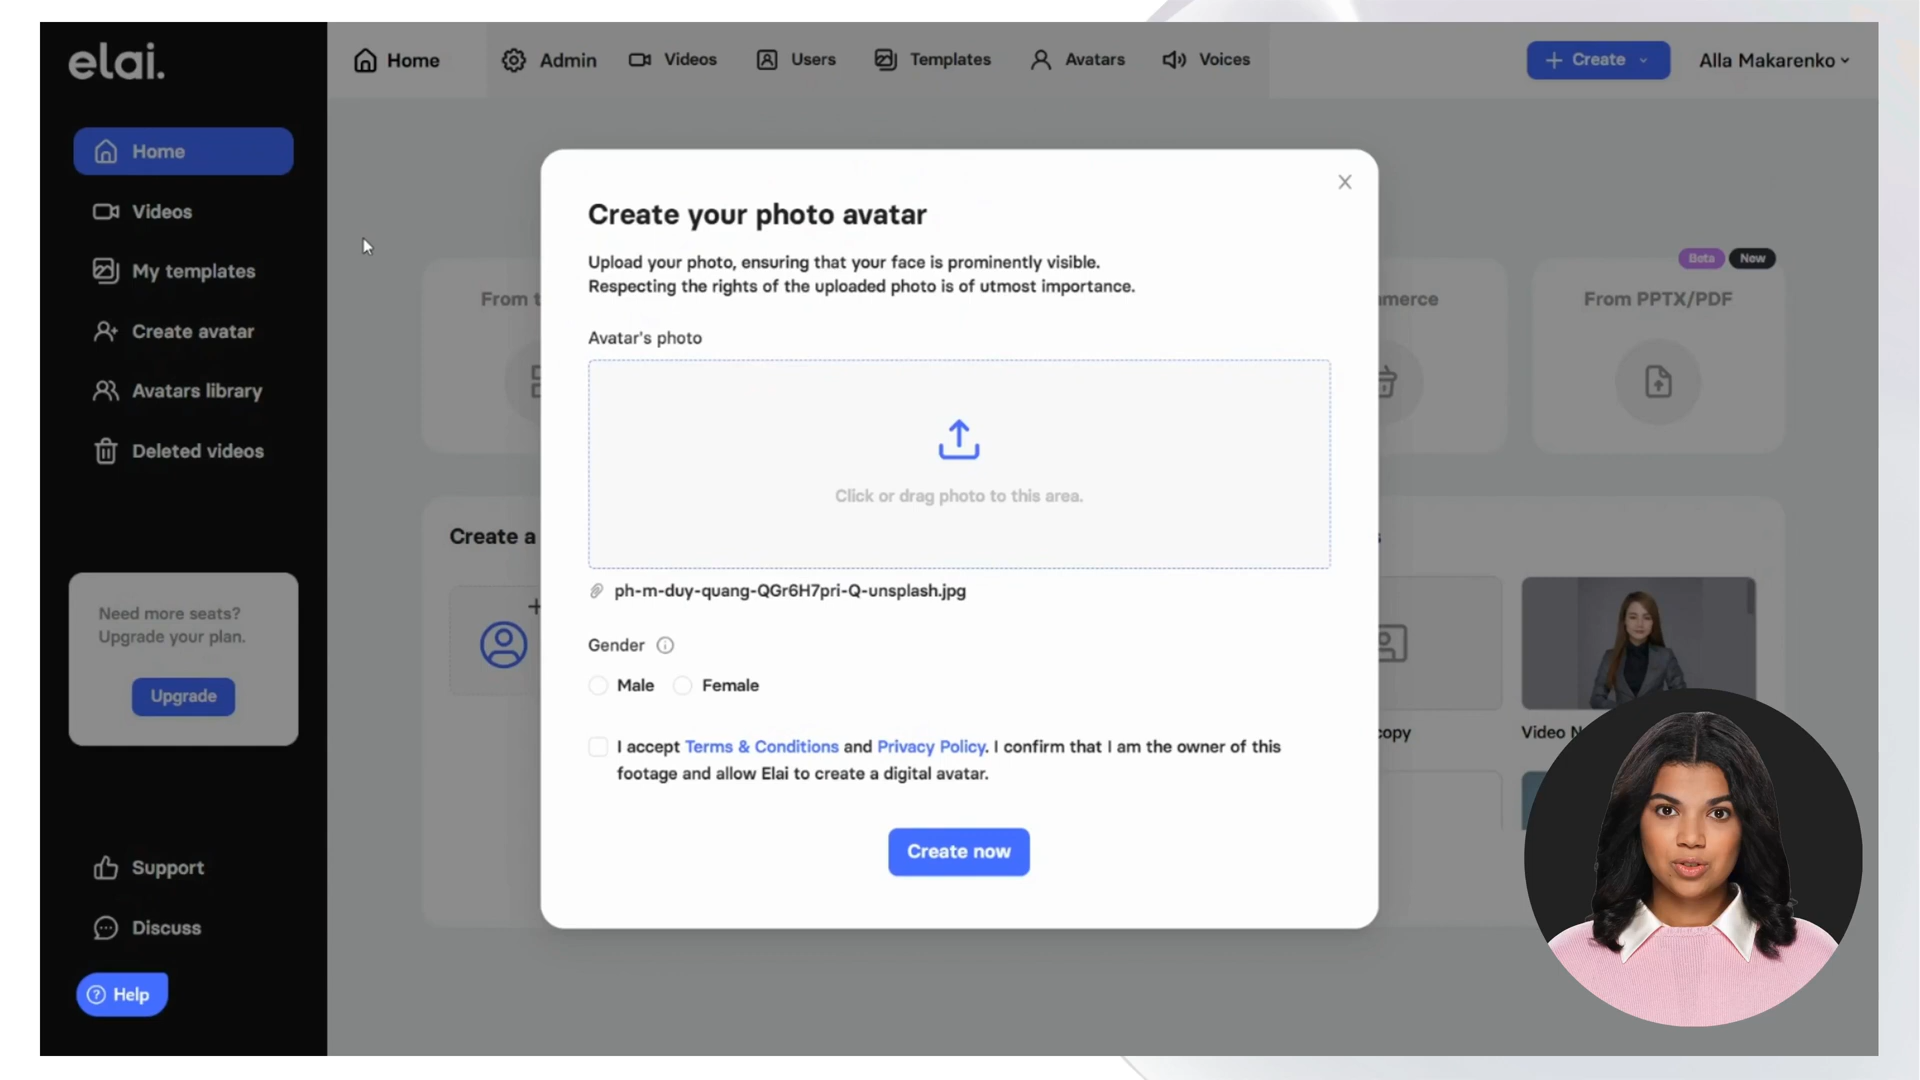 elai.
Home
Admin
Videos
Users
Templates
Avatars
Voices
+ Create
Alla Makarenko
Home
Videos
My templates
Create avatar
Avatars library
Deleted videos
Need more seats?
Upgrade your plan.
Upgrade
Support
Discuss
Help
From t
merce
Beta
New
From PPTX/PDF
Create a
s
copy
Video N
Create your photo avatar
Upload your photo, ensuring that your face is prominently visible.
Respecting the rights of the uploaded photo is of utmost importance.
Avatar's photo
Click or drag photo to this area.
ph-m-duy-quang-QGr6H7pri-Q-unsplash.jpg
Gender
Male
Female
I accept Terms & Conditions and Privacy Policy. I confirm that I am the owner of this
footage and allow Elai to create a digital avatar.
Create now